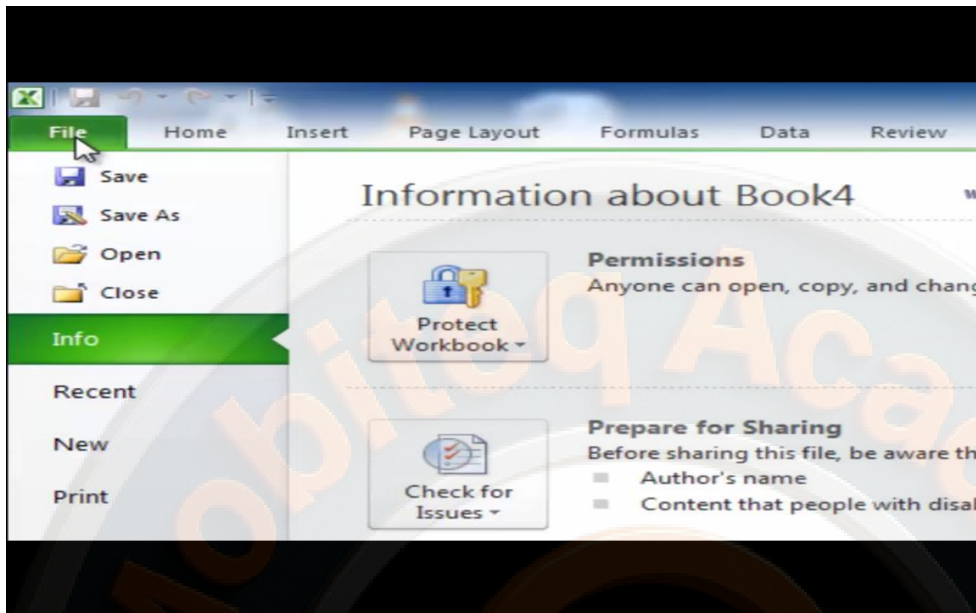 File Home Insert Page Layout Formulas Data Review
Save
Save As
Open
Close
Info
Recent
New
Print
Information about Book4
Protect
Workbook
Permissions
Anyone can open, copy, and chang
Check for
Issues
Prepare for Sharing
Before sharing this file, be aware th
Author's name
Content that people with disal
Mobiteq Aca